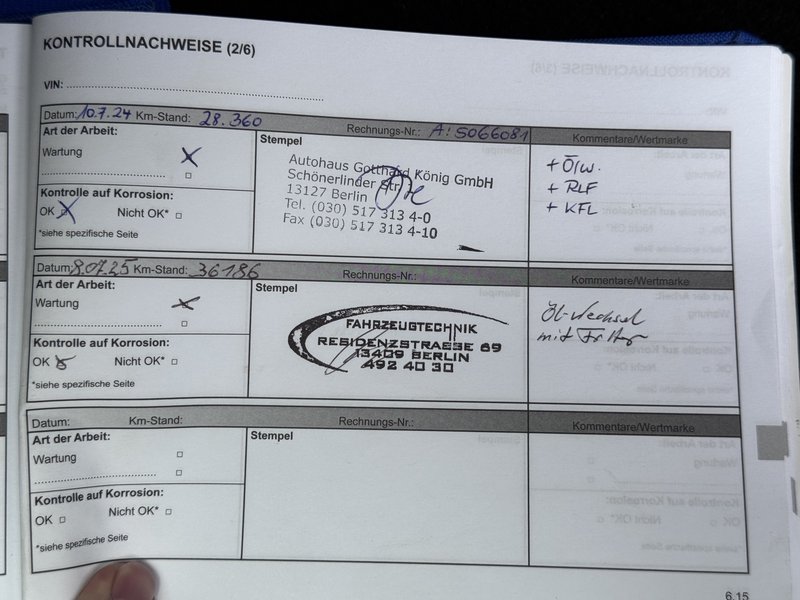 KONTROLLNACHWEISE (2/6)
VIN:
Datum: 10.7.24 Km-Stand: 28.360 Rechnungs-Nr.: A:5066081
Art der Arbeit:
Wartung
Kontrolle auf Korrosion:
OK Nicht OK*
*siehe spezifische Seite
Stempel
Autohaus Gotthard König GmbH
Schönerlinder Str.
13127 Berlin
Tel. (030) 517 313 4-0
Fax (030) 517 313 4-10
Kommentare/Wertmarke
+ Ölw.
+ RLF
+ KFL
Datum: 9.07.25 Km-Stand: 36186 Rechnungs-Nr.:
Art der Arbeit:
Wartung
Kontrolle auf Korrosion:
OK Nicht OK*
*siehe spezifische Seite
Stempel
FAHRZEUGTECHNIK
RESIDENZSTRASSE 69
13409 BERLIN
492 40 30
Kommentare/Wertmarke
Öl-Wechsel
mit Filter
Datum: Km-Stand: Rechnungs-Nr.:
Art der Arbeit:
Wartung
Kontrolle auf Korrosion:
OK Nicht OK*
*siehe spezifische Seite
Stempel
Kommentare/Wertmarke
6.15